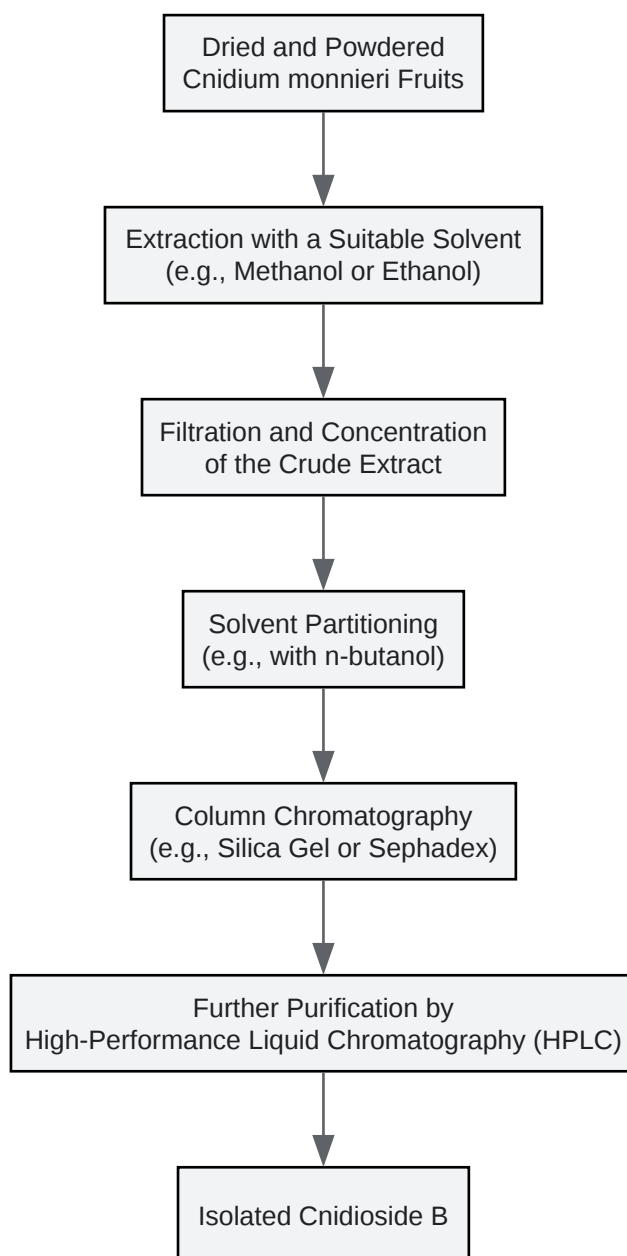 Dried and Powdered
Cnidium monnieri Fruits
Extraction with a Suitable Solvent
(e.g., Methanol or Ethanol)
Filtration and Concentration
of the Crude Extract
Solvent Partitioning
(e.g., with n-butanol)
Column Chromatography
(e.g., Silica Gel or Sephadex)
Further Purification by
High-Performance Liquid Chromatography (HPLC)
Isolated Cnidioside B